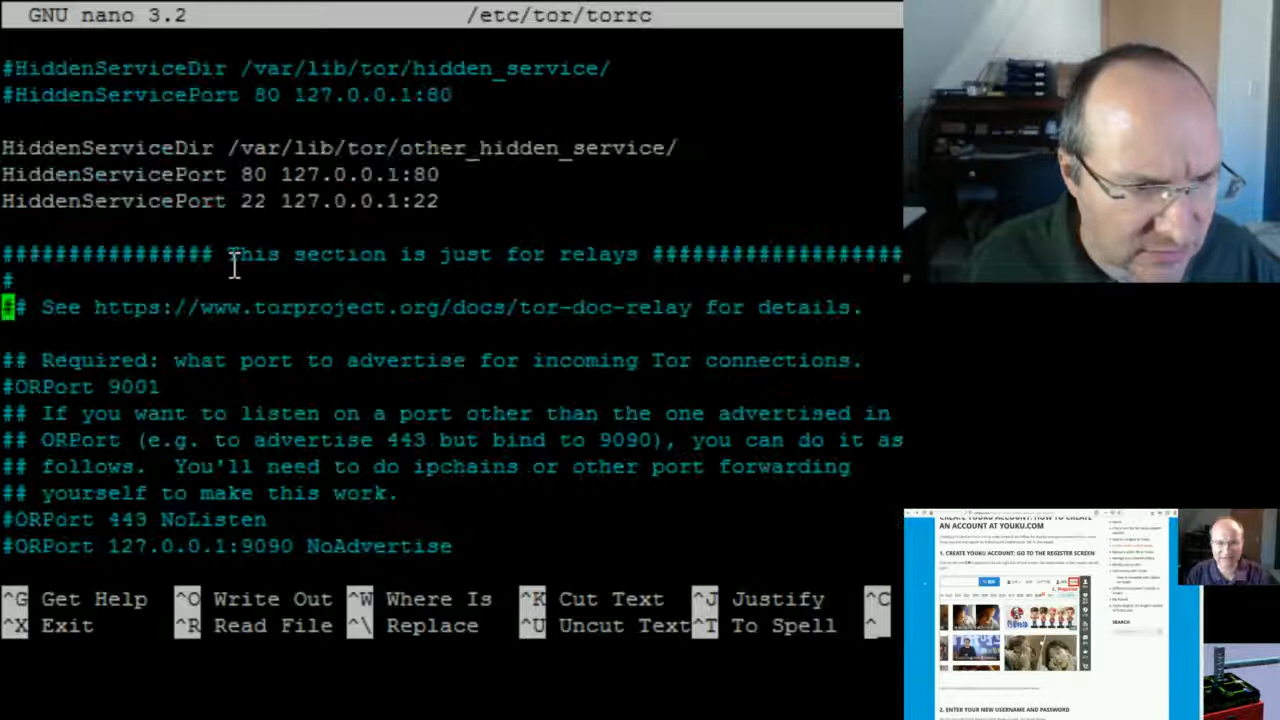 GNU nano 3.2 /etc/tor/torrc
#HiddenServiceDir /var/lib/tor/hidden_service/
#HiddenServicePort 80 127.0.0.1:80
HiddenServiceDir /var/lib/tor/other_hidden_service/
HiddenServicePort 80 127.0.0.1:80
HiddenServicePort 22 127.0.0.1:22
################ This section is just for relays ###################
#
## See https://www.torproject.org/docs/tor-doc-relay for details.
## Required: what port to advertise for incoming Tor connections.
#ORPort 9001
## If you want to listen on a port other than the one advertised in
## ORPort (e.g. to advertise 443 but bind to 9090), you can do it as
## follows. You'll need to do ipchains or other port forwarding
## yourself to make this work.
#ORPort 443 NoListen
#ORPort 127.0.0.1:9090 NoAdvertise
^G Get Help ^O Write Out ^W Where Is ^K Cut Text ^J Justify ^C
^X Exit ^R Read File ^\ Replace ^U Uncut Text ^T To Spell ^
CREATE YOUKU ACCOUNT: HOW TO CREATE
AN ACCOUNT AT YOUKU.COM
1. CREATE YOUKU ACCOUNT: GO TO THE REGISTER SCREEN
SEARCH
2. ENTER YOUR NEW USERNAME AND PASSWORD